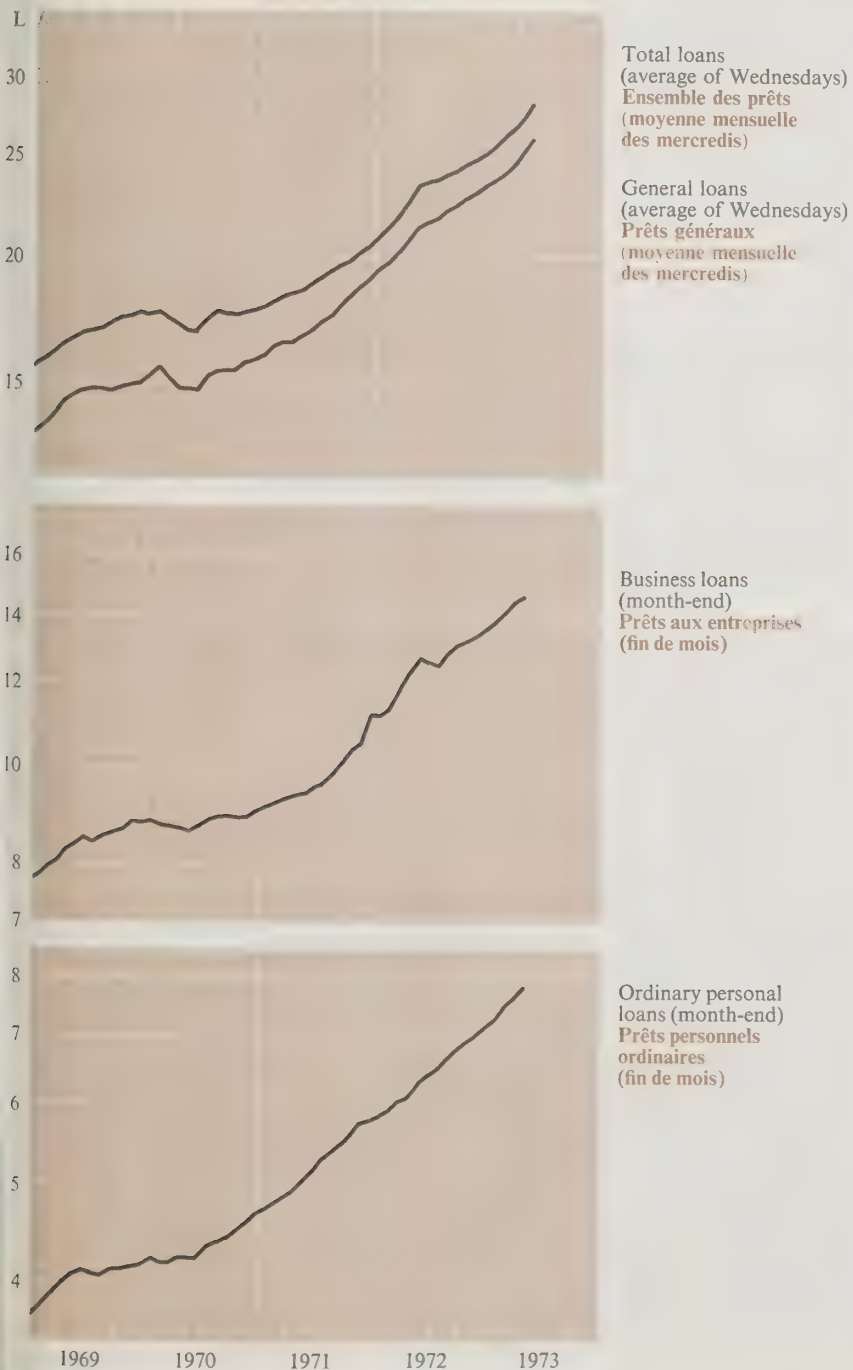 L
30
25
20
15
Total loans
(average of Wednesdays)
Ensemble des prêts
(moyenne mensuelle
des mercredis)
General loans
(average of Wednesdays)
Prêts généraux
(moyenne mensuelle
des mercredis)
16
14
12
10
8
7
Business loans
(month-end)
Prêts aux entreprises
(fin de mois)
8
7
6
5
4
Ordinary personal
loans (month-end)
Prêts personnels
ordinaires
(fin de mois)
1969 1970 1971 1972 1973